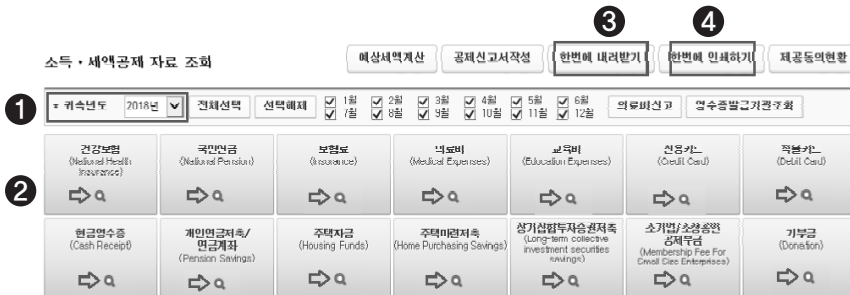 3 4
소득·세액공제 자료 조회
예상세액계산 공제신고서작성 한번에 내려받기 한번에 인쇄하기 제공동의현황
1
귀속년도 2018년 전체선택 선택해제
1월 2월 3월 4월 5월 6월
7월 8월 9월 10월 11월 12월
의료비신고 영수증발급기관조회
2
건강보험
(National Health
Insurance)
국민연금
(National Pension)
보험료
(Insurance)
의료비
(Medical Expenses)
교육비
(Education Expenses)
신용카드
(Credit Card)
직불카드
(Debit Card)
현금영수증
(Cash Receipt)
개인연금저축/
연금계좌
(Pension Savings)
주택자금
(Housing Funds)
주택마련저축
(Home Purchasing Savings)
장기집합투자증권저축
(Long-term collective
investment securities
savings)
소기업/소상공인
공제부금
(Membership Fee For
Small Size Enterprises)
기부금
(Donation)